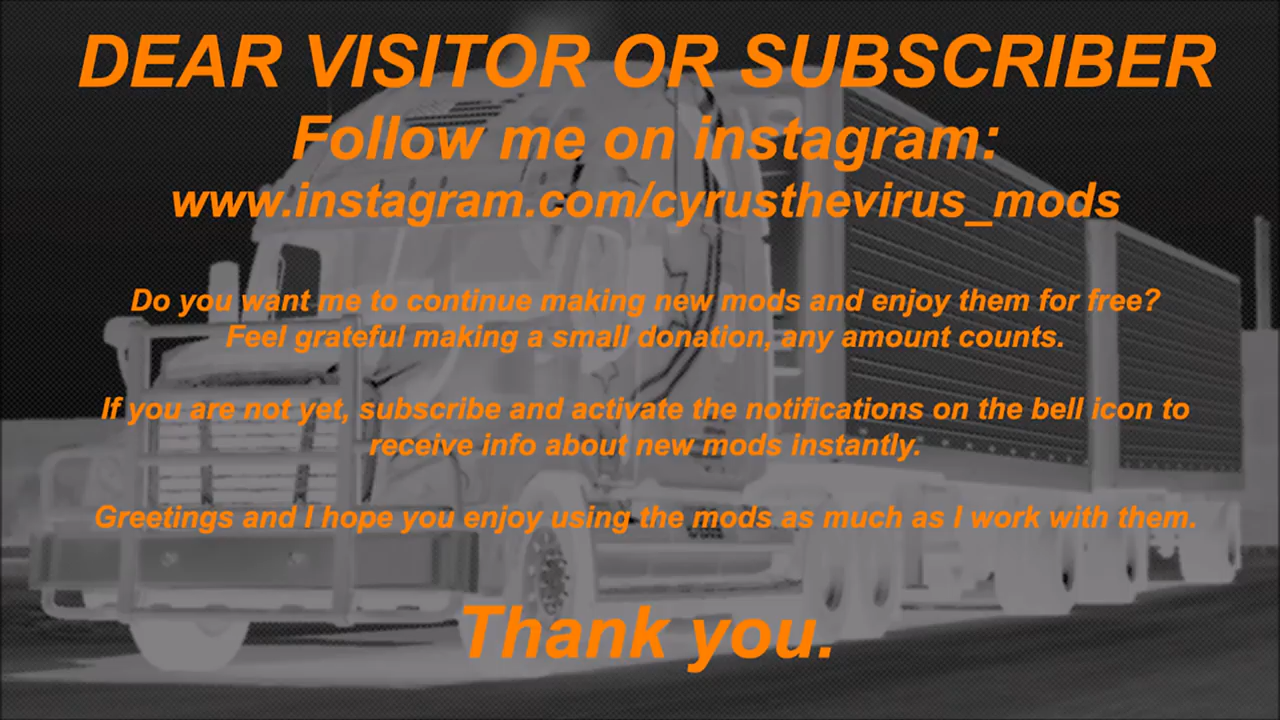 DEAR VISITOR OR SUBSCRIBER
Follow me on instagram:
www.instagram.com/cyrusthevirus_mods
Do you want me to continue making new mods and enjoy them for free?
Feel grateful making a small donation, any amount counts.
If you are not yet, subscribe and activate the notifications on the bell icon to
receive info about new mods instantly.
Greetings and I hope you enjoy using the mods as much as I work with them.
Thank you.